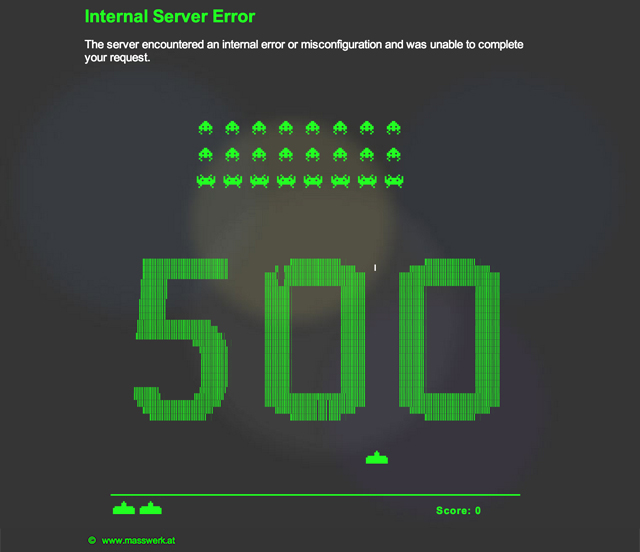 Internal Server Error
The server encountered an internal error or misconfiguration and was unable to complete
your request.
500
Score: 0
© www.masswerk.at